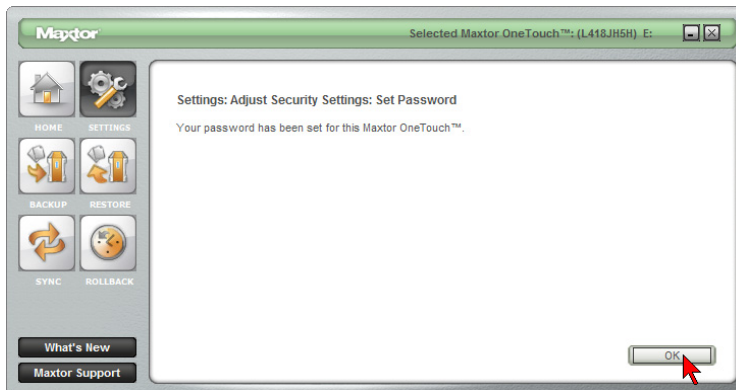 Maxtor
Selected Maxtor OneTouch™: (L418JH5H) E:
HOME
SETTINGS
BACKUP
RESTORE
SYNC
ROLLBACK
What's New
Maxtor Support
Settings: Adjust Security Settings: Set Password
Your password has been set for this Maxtor OneTouch™.
OK